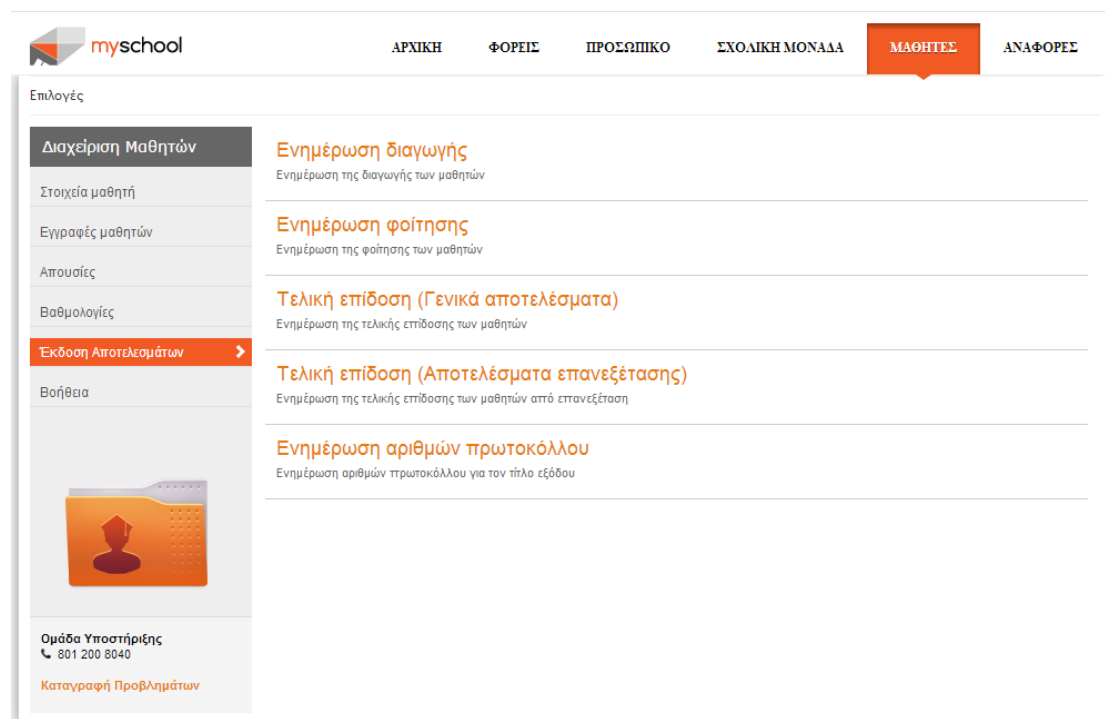 myschool
ΑΡΧΙΚΗ ΦΟΡΕΙΣ ΠΡΟΣΩΠΙΚΟ ΣΧΟΛΙΚΗ ΜΟΝΑΔΑ ΜΑΘΗΤΕΣ ΑΝΑΦΟΡΕΣ
Επιλογές
Διαχείριση Μαθητών
Στοιχεία μαθητή
Εγγραφές μαθητών
Απουσίες
Βαθμολογίες
Έκδοση Αποτελεσμάτων
Βοήθεια
Ομάδα Υποστήριξης
801 200 8040
Καταγραφή Προβλημάτων
Ενημέρωση διαγωγής
Ενημέρωση της διαγωγής των μαθητών
Ενημέρωση φοίτησης
Ενημέρωση της φοίτησης των μαθητών
Τελική επίδοση (Γενικά αποτελέσματα)
Ενημέρωση της τελικής επίδοσης των μαθητών
Τελική επίδοση (Αποτελέσματα επανεξέτασης)
Ενημέρωση της τελικής επίδοσης των μαθητών από επανεξέταση
Ενημέρωση αριθμών πρωτοκόλλου
Ενημέρωση αριθμών πρωτοκόλλου για τον τίτλο εξόδου